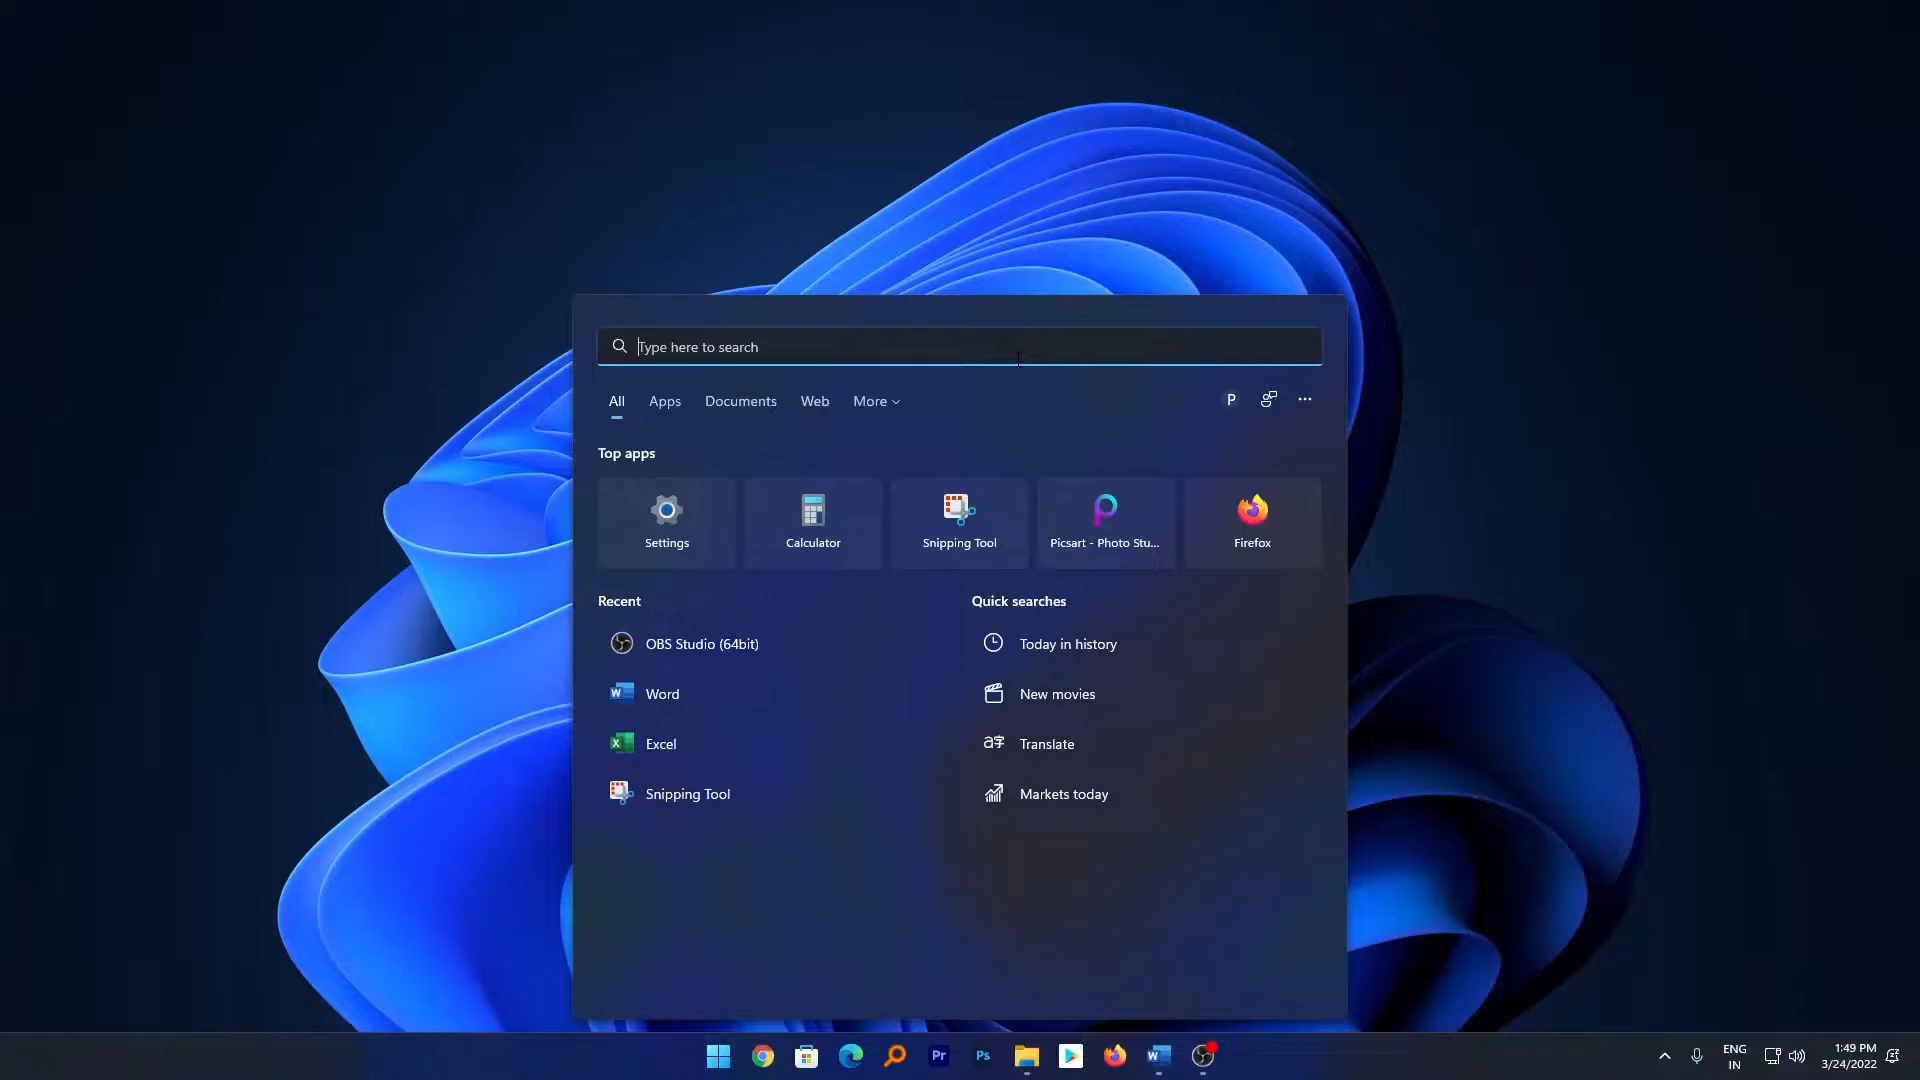 Type here to search
All Apps Documents Web More P
Top apps
Settings Calculator Snipping Tool Picsart - Photo Stu... Firefox
Recent
OBS Studio (64bit)
Word
Excel
Snipping Tool
Quick searches
Today in history
New movies
Translate
Markets today
Pr Ps W
ENG
IN
1:49 PM
3/24/2022